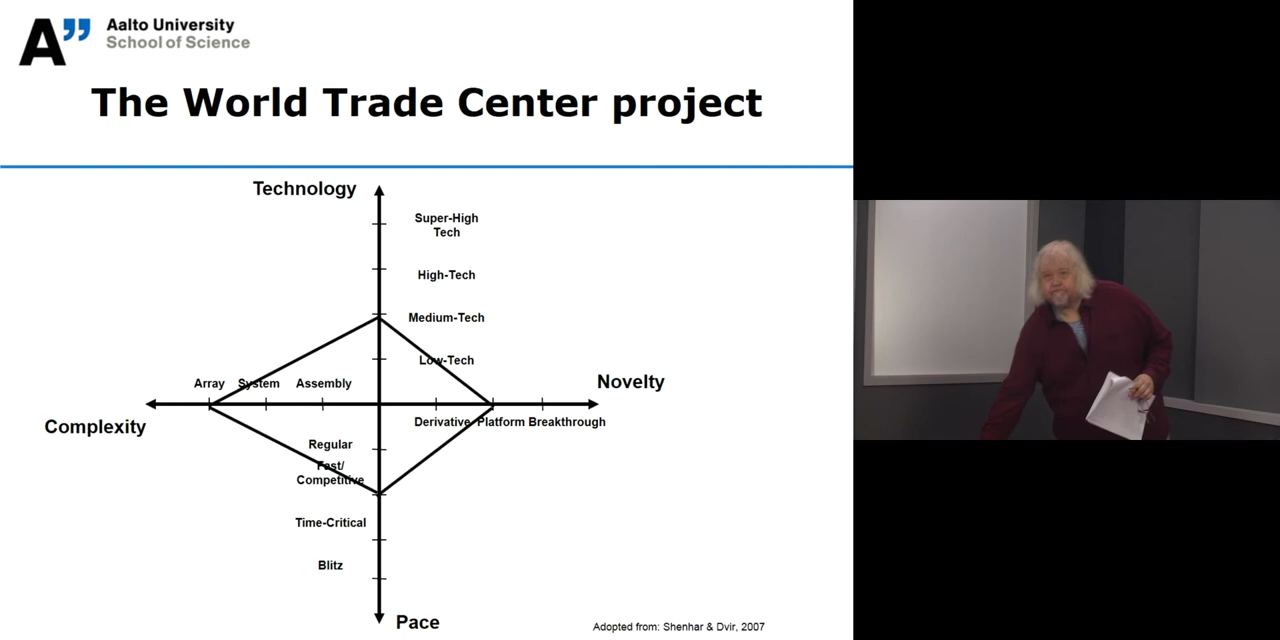 Aalto University
School of Science
The World Trade Center project
Technology
Super-High
Tech
High-Tech
Medium-Tech
Low-Tech
Array System Assembly
Novelty
Complexity
Derivative Platform Breakthrough
Regular
Fast/
Competitive
Time-Critical
Blitz
Pace
Adopted from: Shenhar & Dvir, 2007